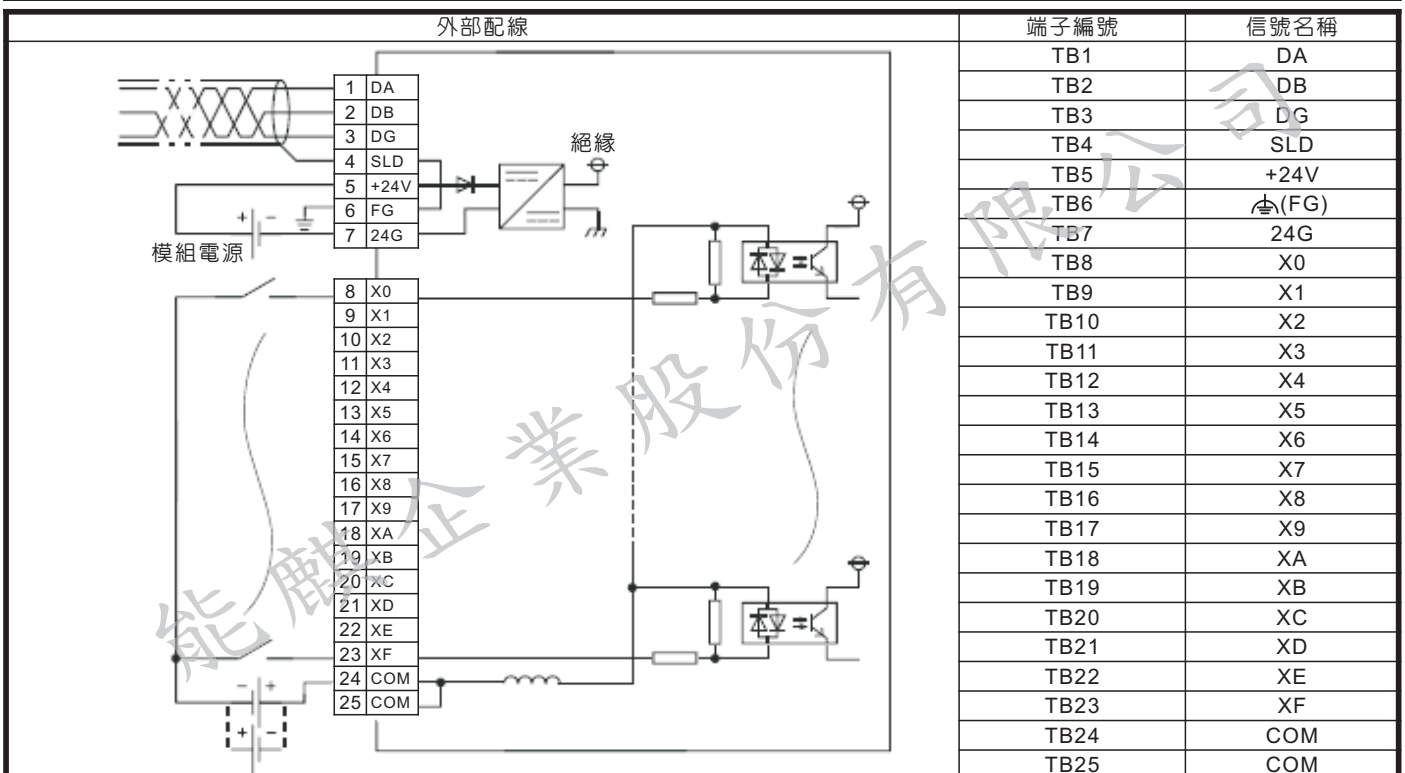 外部配線
端子編號 信號名稱
1 DA
2 DB
3 DG
4 SLD
5 +24V
6 FG
7 24G
絕緣
+ -
模組電源
8 X0
9 X1
10 X2
11 X3
12 X4
13 X5
14 X6
15 X7
16 X8
17 X9
18 XA
19 XB
20 XC
21 XD
22 XE
23 XF
24 COM
25 COM
- +
+ -
TB1 DA
TB2 DB
TB3 DG
TB4 SLD
TB5 +24V
TB6 (FG)
TB7 24G
TB8 X0
TB9 X1
TB10 X2
TB11 X3
TB12 X4
TB13 X5
TB14 X6
TB15 X7
TB16 X8
TB17 X9
TB18 XA
TB19 XB
TB20 XC
TB21 XD
TB22 XE
TB23 XF
TB24 COM
TB25 COM
能麒企業股份有限公司